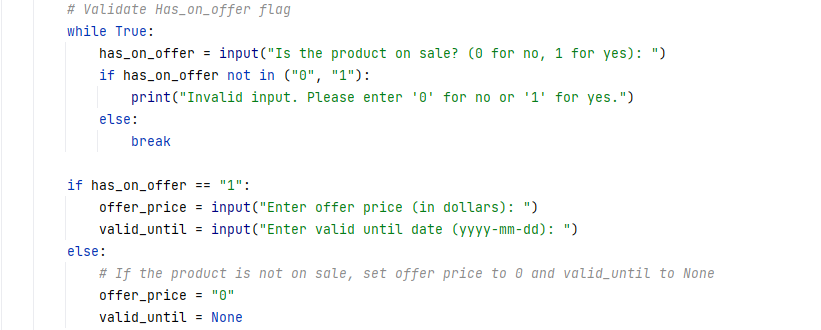 # Validate Has_on_offer flag
while True:
has_on_offer = input("Is the product on sale? (0 for no, 1 for yes): ")
if has_on_offer not in ("0", "1"):
print("Invalid input. Please enter '0' for no or '1' for yes.")
else:
break
if has_on_offer == "1":
offer_price = input("Enter offer price (in dollars): ")
valid_until = input("Enter valid until date (yyyy-mm-dd): ")
else:
# If the product is not on sale, set offer price to 0 and valid_until to None
offer_price = "0"
valid_until = None